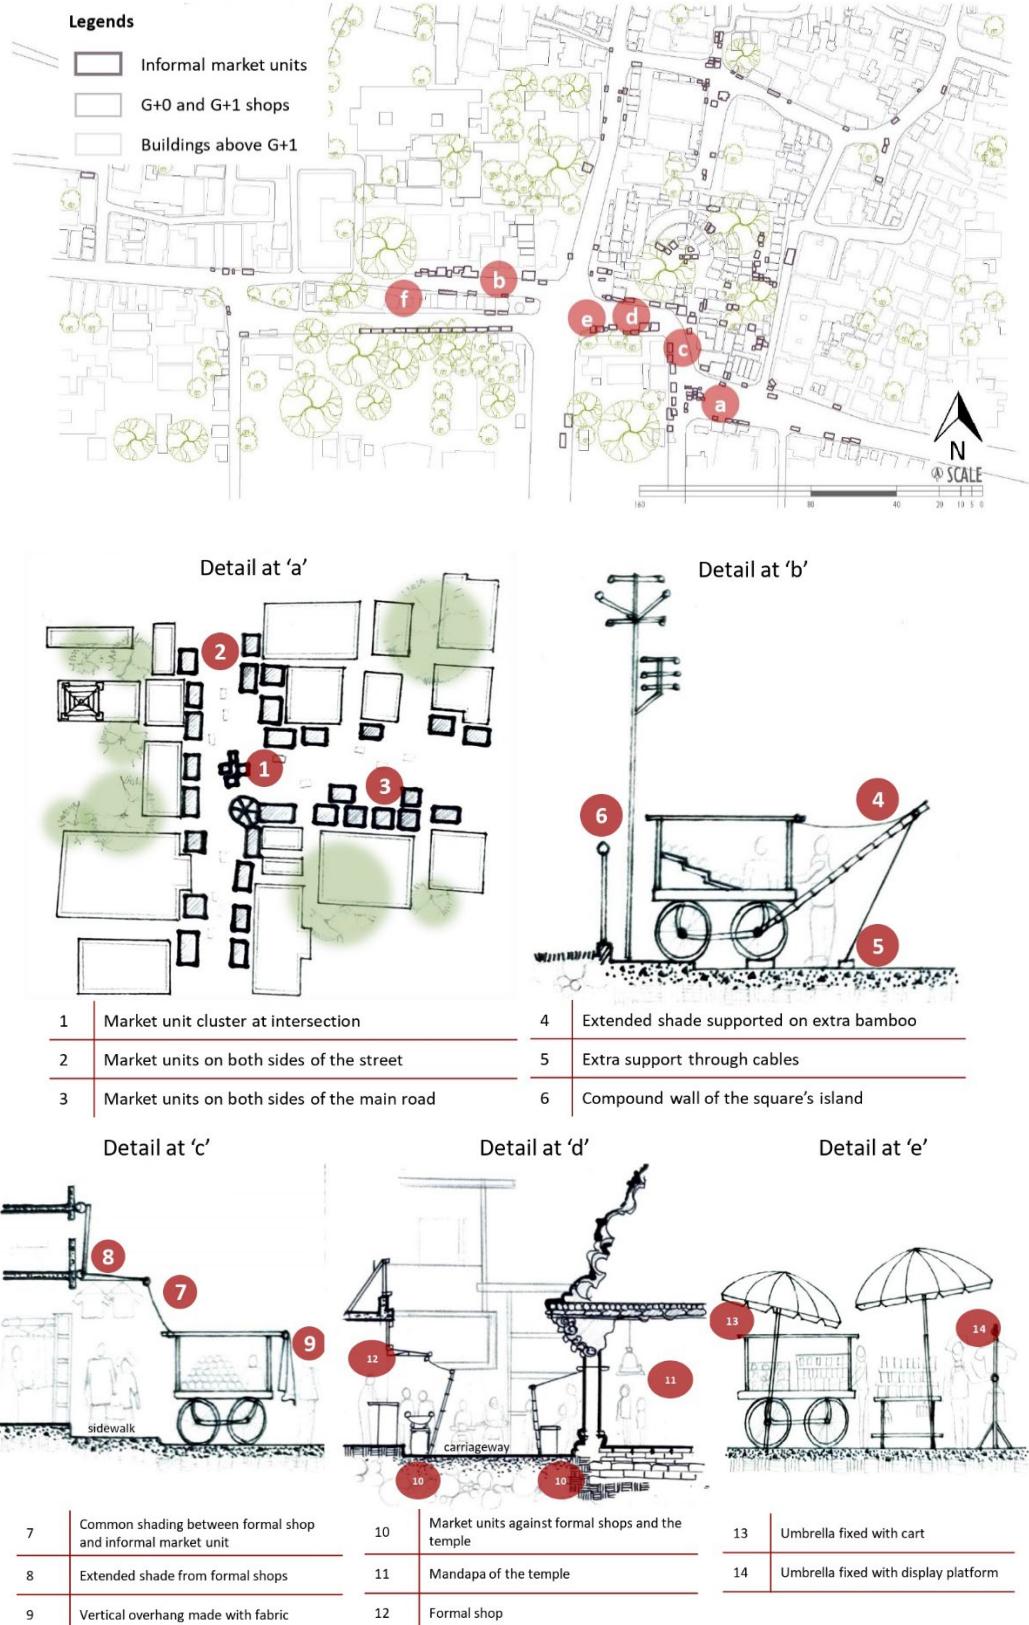 Legends
Informal market units
G+0 and G+1 shops
Buildings above G+1
b
f
e
d
c
a
N
SCALE
160
80
40
20
10
5
0
Detail at ‘a’
2
1
3
Detail at ‘b’
4
6
5
1 Market unit cluster at intersection
2 Market units on both sides of the street
3 Market units on both sides of the main road
4 Extended shade supported on extra bamboo
5 Extra support through cables
6 Compound wall of the square’s island
Detail at ‘c’
8
7
9
sidewalk
Detail at ‘d’
12
11
carriageway
10
10
Detail at ‘e’
13
14
7 Common shading between formal shop
and informal market unit
8 Extended shade from formal shops
9 Vertical overhang made with fabric
10 Market units against formal shops and the
temple
11 Mandapa of the temple
12 Formal shop
13 Umbrella fixed with cart
14 Umbrella fixed with display platform